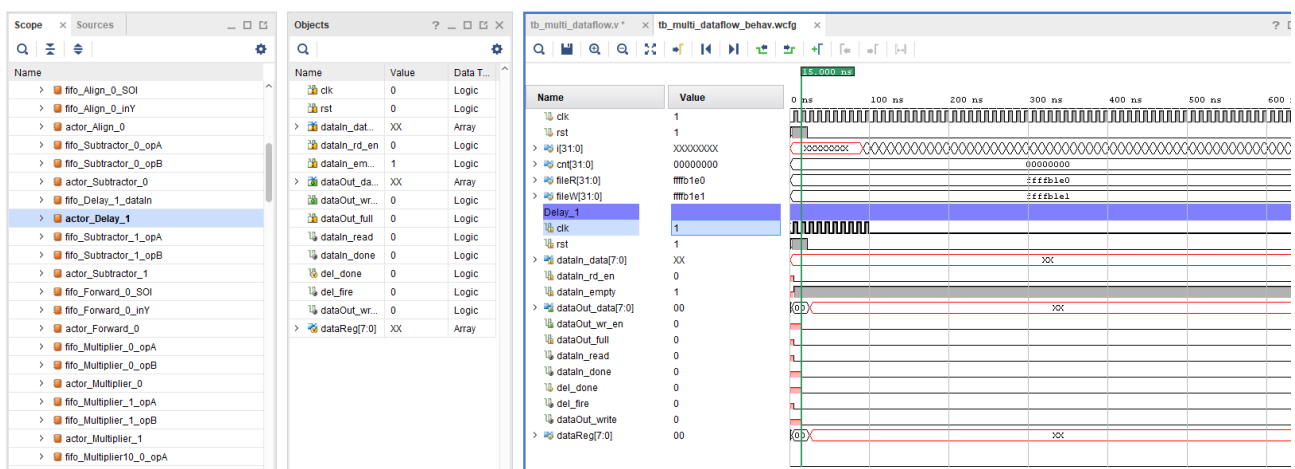 Scope × Sources
Name
fifo_Align_0_SOI
fifo_Align_0_inY
actor_Align_0
fifo_Subtractor_0_opA
fifo_Subtractor_0_opB
actor_Subtractor_0
fifo_Delay_1_dataIn
actor_Delay_1
fifo_Subtractor_1_opA
fifo_Subtractor_1_opB
actor_Subtractor_1
fifo_Forward_0_SOI
fifo_Forward_0_inY
actor_Forward_0
fifo_Multiplier_0_opA
fifo_Multiplier_0_opB
actor_Multiplier_0
fifo_Multiplier_1_opA
fifo_Multiplier_1_opB
actor_Multiplier_1
fifo_Multiplier10_0_opA
Objects ?
Name Value Data T...
clk 0 Logic
rst 0 Logic
dataIn_dat... XX Array
dataIn_rd_en 0 Logic
dataIn_em... 1 Logic
dataOut_da... XX Array
dataOut_wr... 0 Logic
dataOut_full 0 Logic
dataIn_read 0 Logic
dataIn_done 0 Logic
del_done 0 Logic
del_fire 0 Logic
dataOut_wr... 0 Logic
dataReg[7:0] XX Array
tb_multi_dataflow.v * × tb_multi_dataflow_behav.wcfg × ?
15.000 ns
Name Value 0 ns 100 ns 200 ns 300 ns 400 ns 500 ns 600
clk 1
rst 1
i[31:0] XXXXXXXX XXXXXXXX
cnt[31:0] 00000000 00000000
fileR[31:0] ffffb1e0 ffffb1e0
fileW[31:0] ffffb1e1 ffffb1e1
Delay_1
clk 1
rst 1
dataIn_data[7:0] XX XX
dataIn_rd_en 0
dataIn_empty 1
dataOut_data[7:0] 00 00 XX
dataOut_wr_en 0
dataOut_full 0
dataIn_read 0
dataIn_done 0
del_done 0
del_fire 0
dataOut_write 0
dataReg[7:0] 00 00 XX